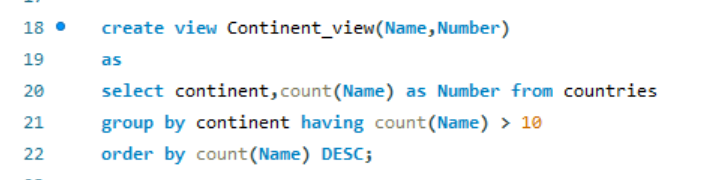 18 create view Continent_view(Name,Number)
19 as
20 select continent,count(Name) as Number from countries
21 group by continent having count(Name) > 10
22 order by count(Name) DESC;